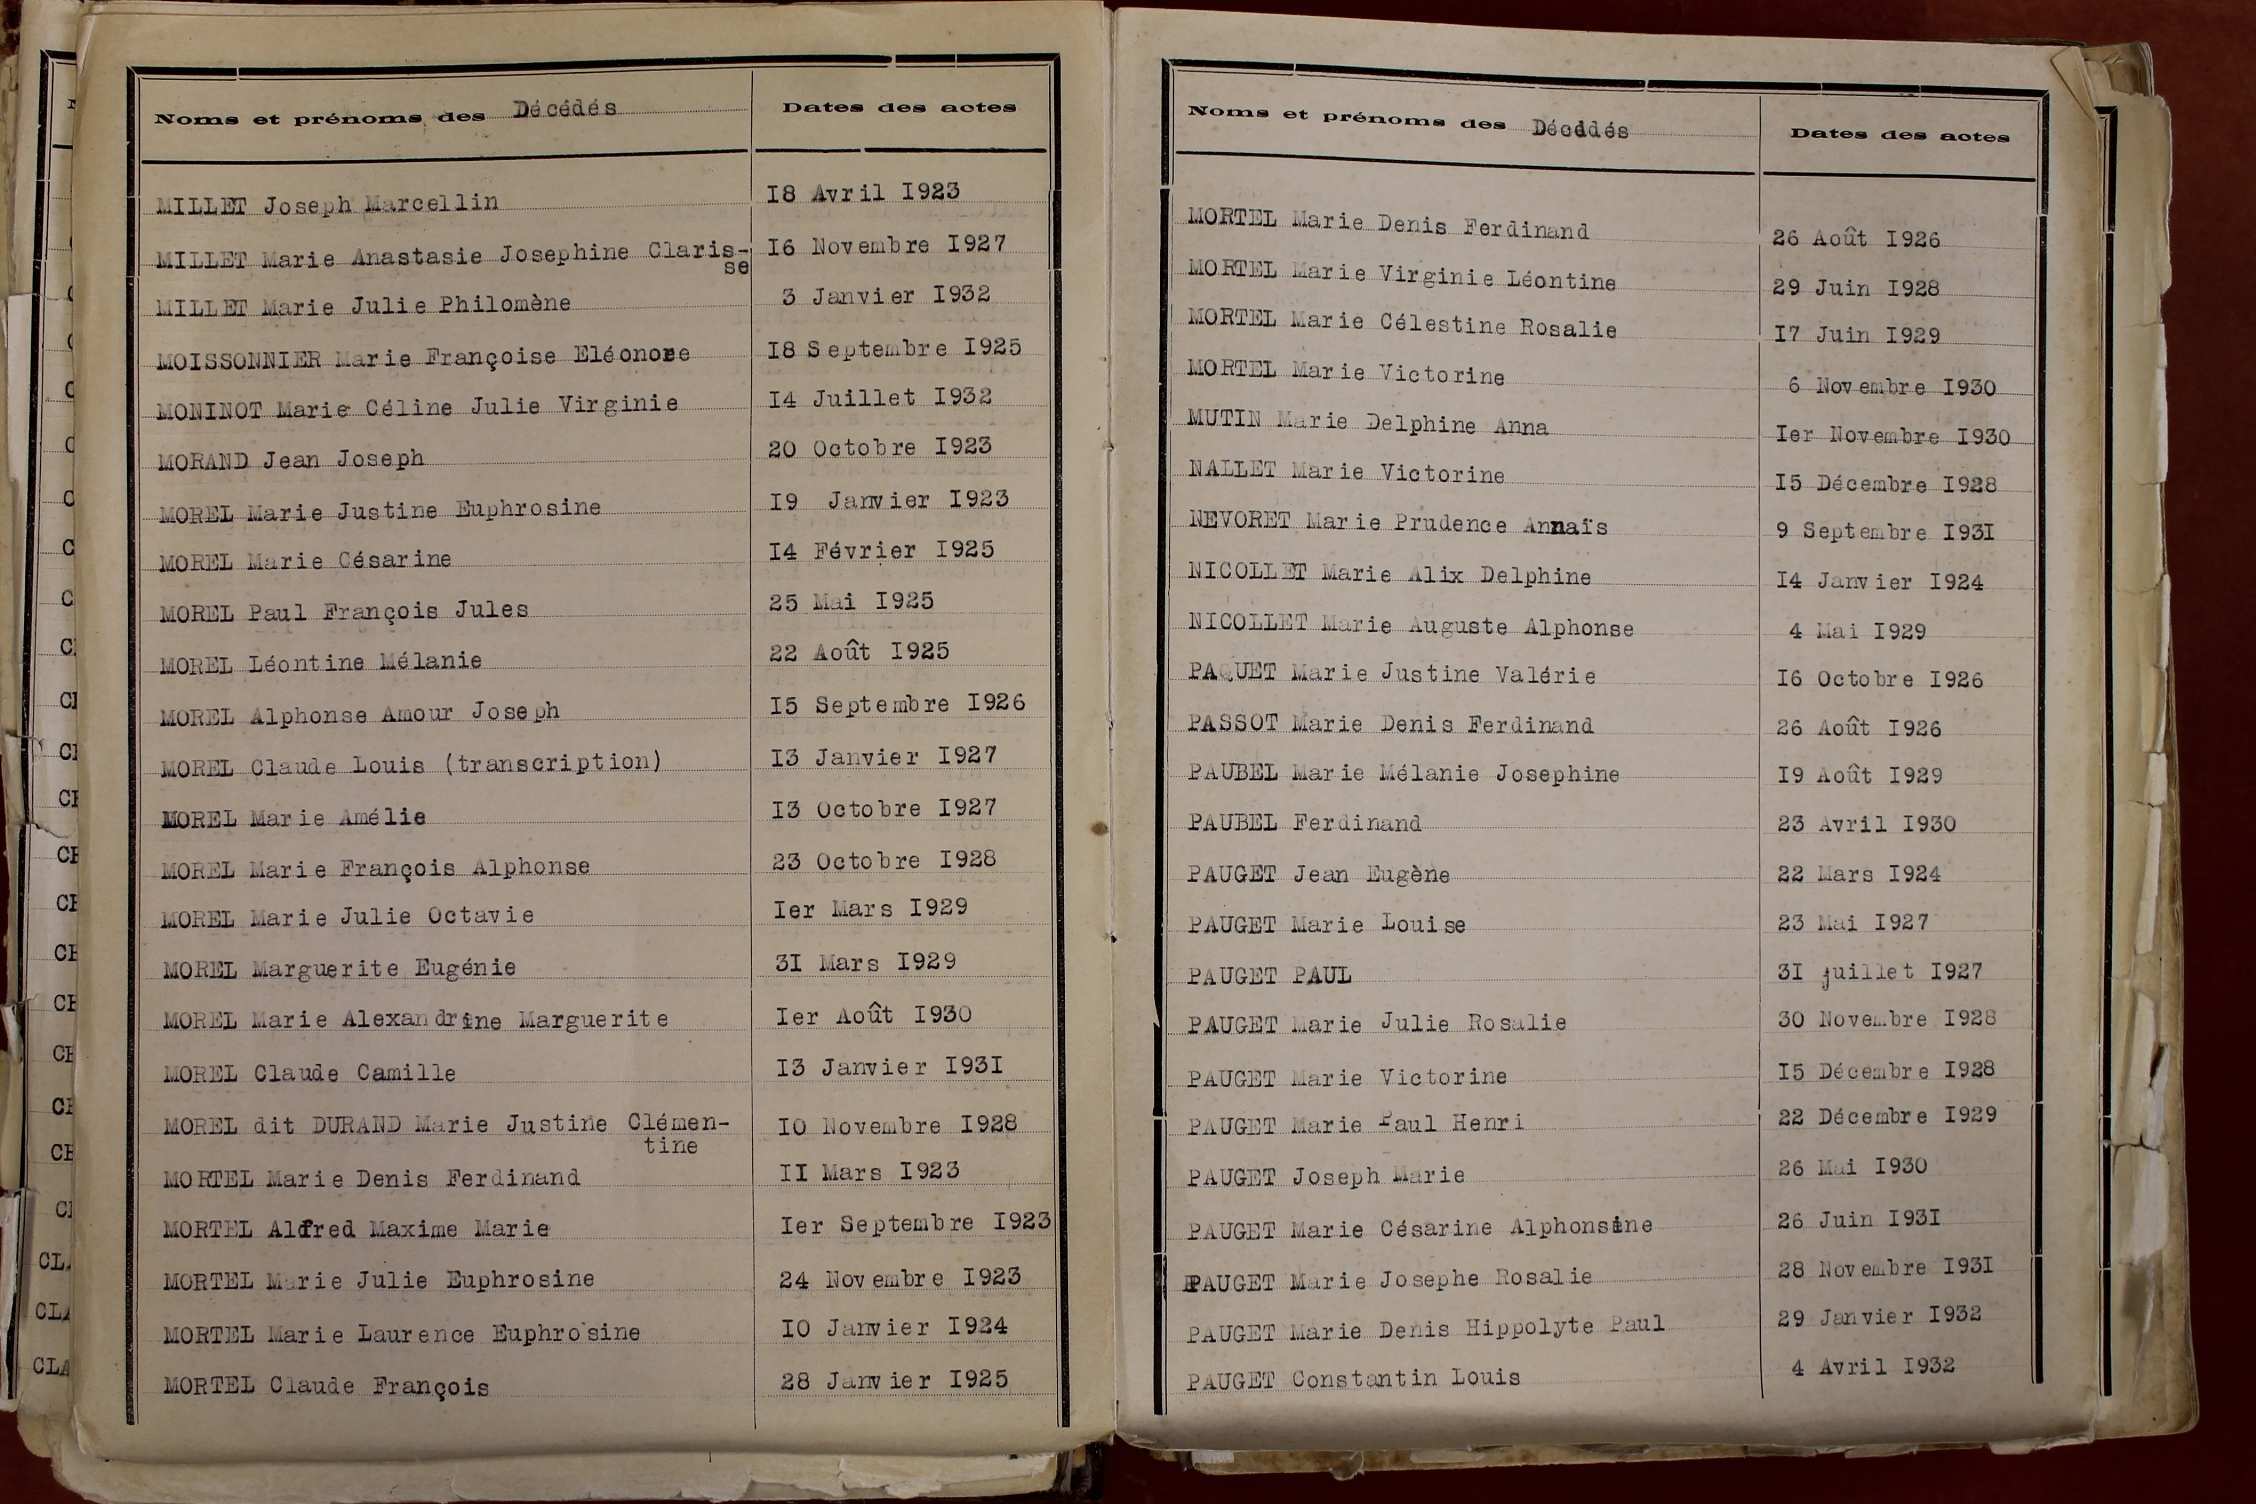 Noms et prénoms des Décédés Dates des actes
MILLET Joseph Marcellin 18 Avril 1923
MILLET Marie Anastasie Josephine Claris- 16 Novembre 1927
se
MILLET Marie Julie Philomène 3 Janvier 1932
MOISSONNIER Marie Françoise Eléonore 18 Septembre 1925
MONINOT Marie Céline Julie Virginie 14 Juillet 1932
MORAND Jean Joseph 20 Octobre 1923
MOREL Marie Justine Euphrosine 19 Janvier 1923
MOREL Marie Césarine 14 Février 1925
MOREL Paul François Jules 25 Mai 1925
MOREL Léontine Mélanie 22 Août 1925
MOREL Alphonse Amour Joseph 15 Septembre 1926
MOREL Claude Louis (transcription) 13 Janvier 1927
MOREL Marie Amélie 13 Octobre 1927
MOREL Marie François Alphonse 23 Octobre 1928
MOREL Marie Julie Octavie 1er Mars 1929
MOREL Marguerite Eugénie 31 Mars 1929
MOREL Marie Alexandrine Marguerite 1er Août 1930
MOREL Claude Camille 13 Janvier 1931
MOREL dit DURAND Marie Justine Clémen- 10 Novembre 1928
tine
MORTEL Marie Denis Ferdinand 11 Mars 1923
MORTEL Alfred Maxime Marie 1er Septembre 1923
MORTEL Marie Julie Euphrosine 24 Novembre 1923
MORTEL Marie Laurence Euphrosine 10 Janvier 1924
MORTEL Claude François 28 Janvier 1925
Noms et prénoms des Décédés Dates des actes
MORTEL Marie Denis Ferdinand 26 Août 1926
MORTEL Marie Virginie Léontine 29 Juin 1928
MORTEL Marie Célestine Rosalie 17 Juin 1929
MORTEL Marie Victorine 6 Novembre 1930
MUTIN Marie Delphine Anna 1er Novembre 1930
NALLET Marie Victorine 15 Décembre 1928
NEVORET Marie Prudence Annaïs 9 Septembre 1931
NICOLLET Marie Alix Delphine 14 Janvier 1924
NICOLLET Marie Auguste Alphonse 4 Mai 1929
PAQUET Marie Justine Valérie 16 Octobre 1926
PASSOT Marie Denis Ferdinand 26 Août 1926
PAUBEL Marie Mélanie Josephine 19 Août 1929
PAUBEL Ferdinand 23 Avril 1930
PAUGET Jean Eugène 22 Mars 1924
PAUGET Marie Louise 23 Mai 1927
PAUGET PAUL 31 juillet 1927
PAUGET Marie Julie Rosalie 30 Novembre 1928
PAUGET Marie Victorine 15 Décembre 1928
PAUGET Marie Paul Henri 22 Décembre 1929
PAUGET Joseph Marie 26 Mai 1930
PAUGET Marie Césarine Alphonsine 26 Juin 1931
PAUGET Marie Josephe Rosalie 28 Novembre 1931
PAUGET Marie Denis Hippolyte Paul 29 Janvier 1932
PAUGET Constantin Louis 4 Avril 1932